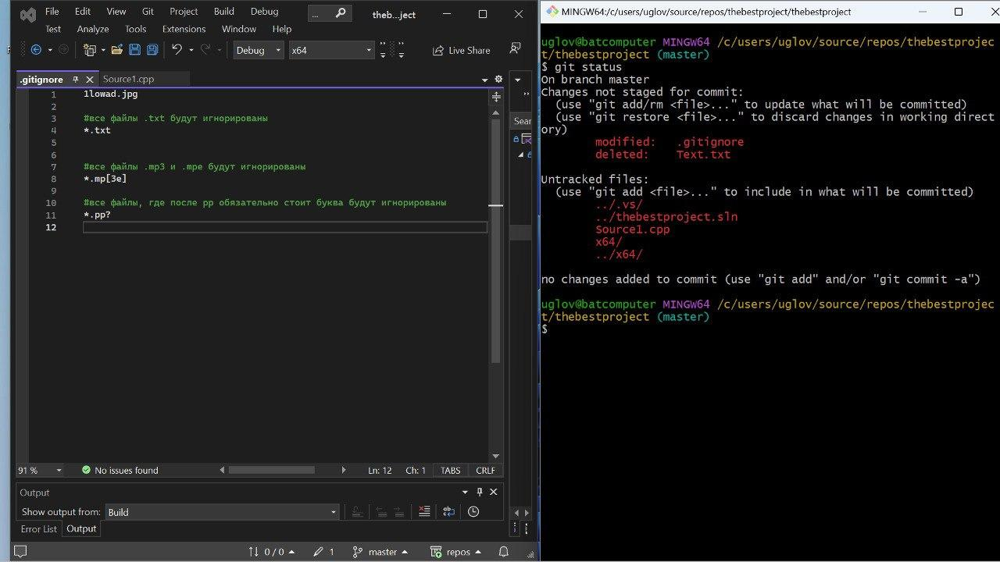 File Edit View Git Project Build Debug
... theb...ject
Test Analyze Tools Extensions Window Help
Debug x64 Live Share
.gitignore Source1.cpp
1 1lowad.jpg
2
3 #все файлы .txt будут игнорированы
4 *.txt
5
6
7 #все файлы .mp3 и .mpe будут игнорированы
8 *.mp[3e]
9
10 #все файлы, где после pp обязательно стоит буква будут игнорированы
11 *.pp?
12
Sear
91 % No issues found Ln: 12 Ch: 1 TABS CRLF
Output
Show output from: Build
Error List Output
0 / 0 1 master repos
MINGW64:/c/users/uglov/source/repos/thebestproject/thebestproject
uglov@batcomputer MINGW64 /c/users/uglov/source/repos/thebestprojec
t/thebestproject (master)
$ git status
On branch master
Changes not staged for commit:
(use "git add/rm <file>..." to update what will be committed)
(use "git restore <file>..." to discard changes in working direct
ory)
modified: .gitignore
deleted: Text.txt
Untracked files:
(use "git add <file>..." to include in what will be committed)
../.vs/
../thebestproject.sln
Source1.cpp
x64/
../x64/
no changes added to commit (use "git add" and/or "git commit -a")
uglov@batcomputer MINGW64 /c/users/uglov/source/repos/thebestprojec
t/thebestproject (master)
$